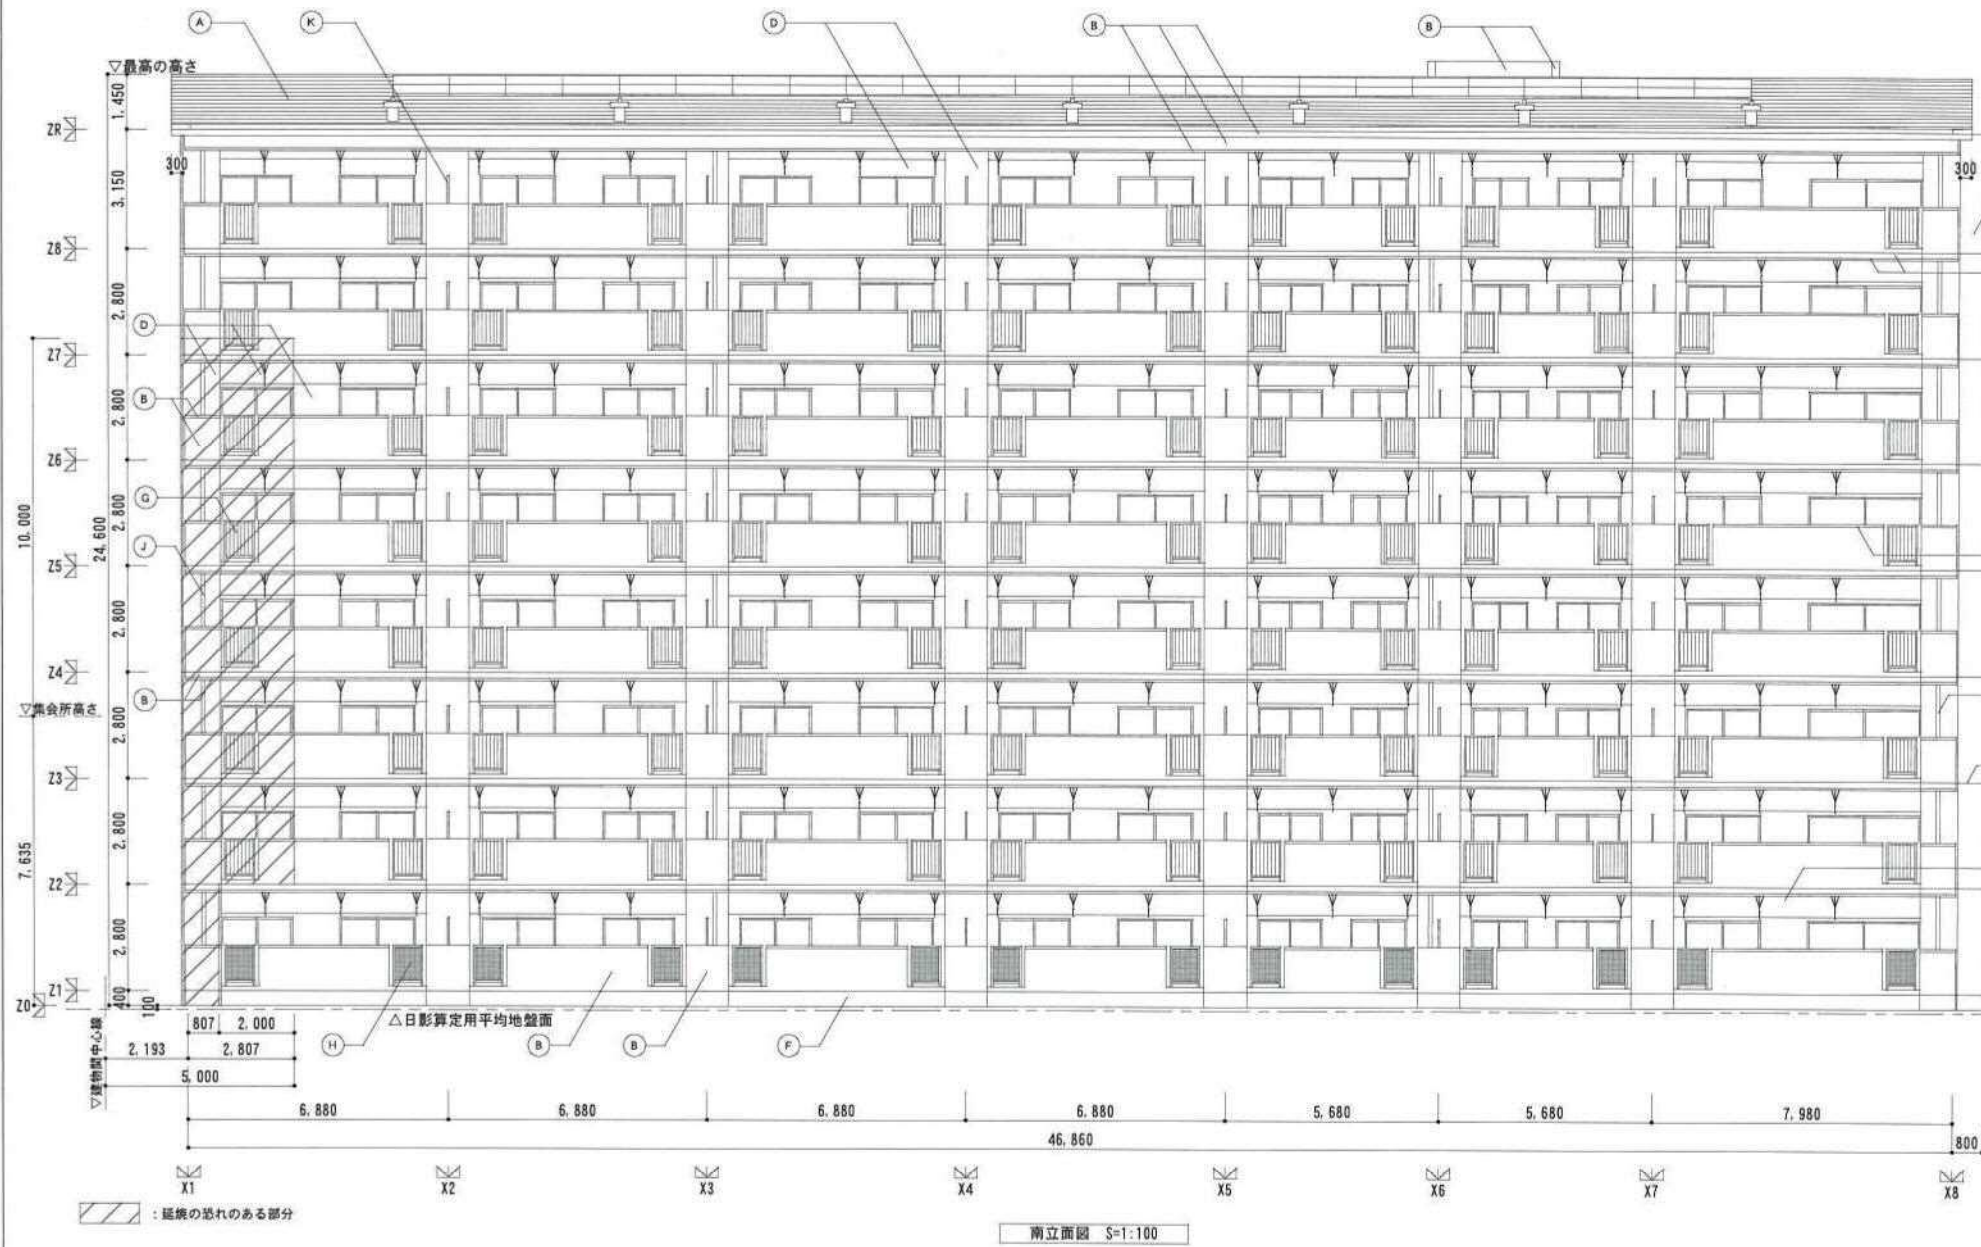 A
K
D
B
B
▽最高の高さ
1,450
ZR
300
300
3,150
Z8
2,800
D
Z7
B
2,800
Z6
G
10,000
24,600
2,800
J
Z5
2,800
Z4
B
▽集会所高さ
2,800
Z3
2,800
7,635
Z2
2,800
Z1
Z0
400
100
▽建物間中心線
807
2,000
△日影算定用平均地盤面
H
B
B
F
2,193
2,807
5,000
6,880
6,880
6,880
6,880
5,680
5,680
7,980
46,860
800
X1
X2
X3
X4
X5
X6
X7
X8
:延焼の恐れのある部分
南立面図 S=1:100